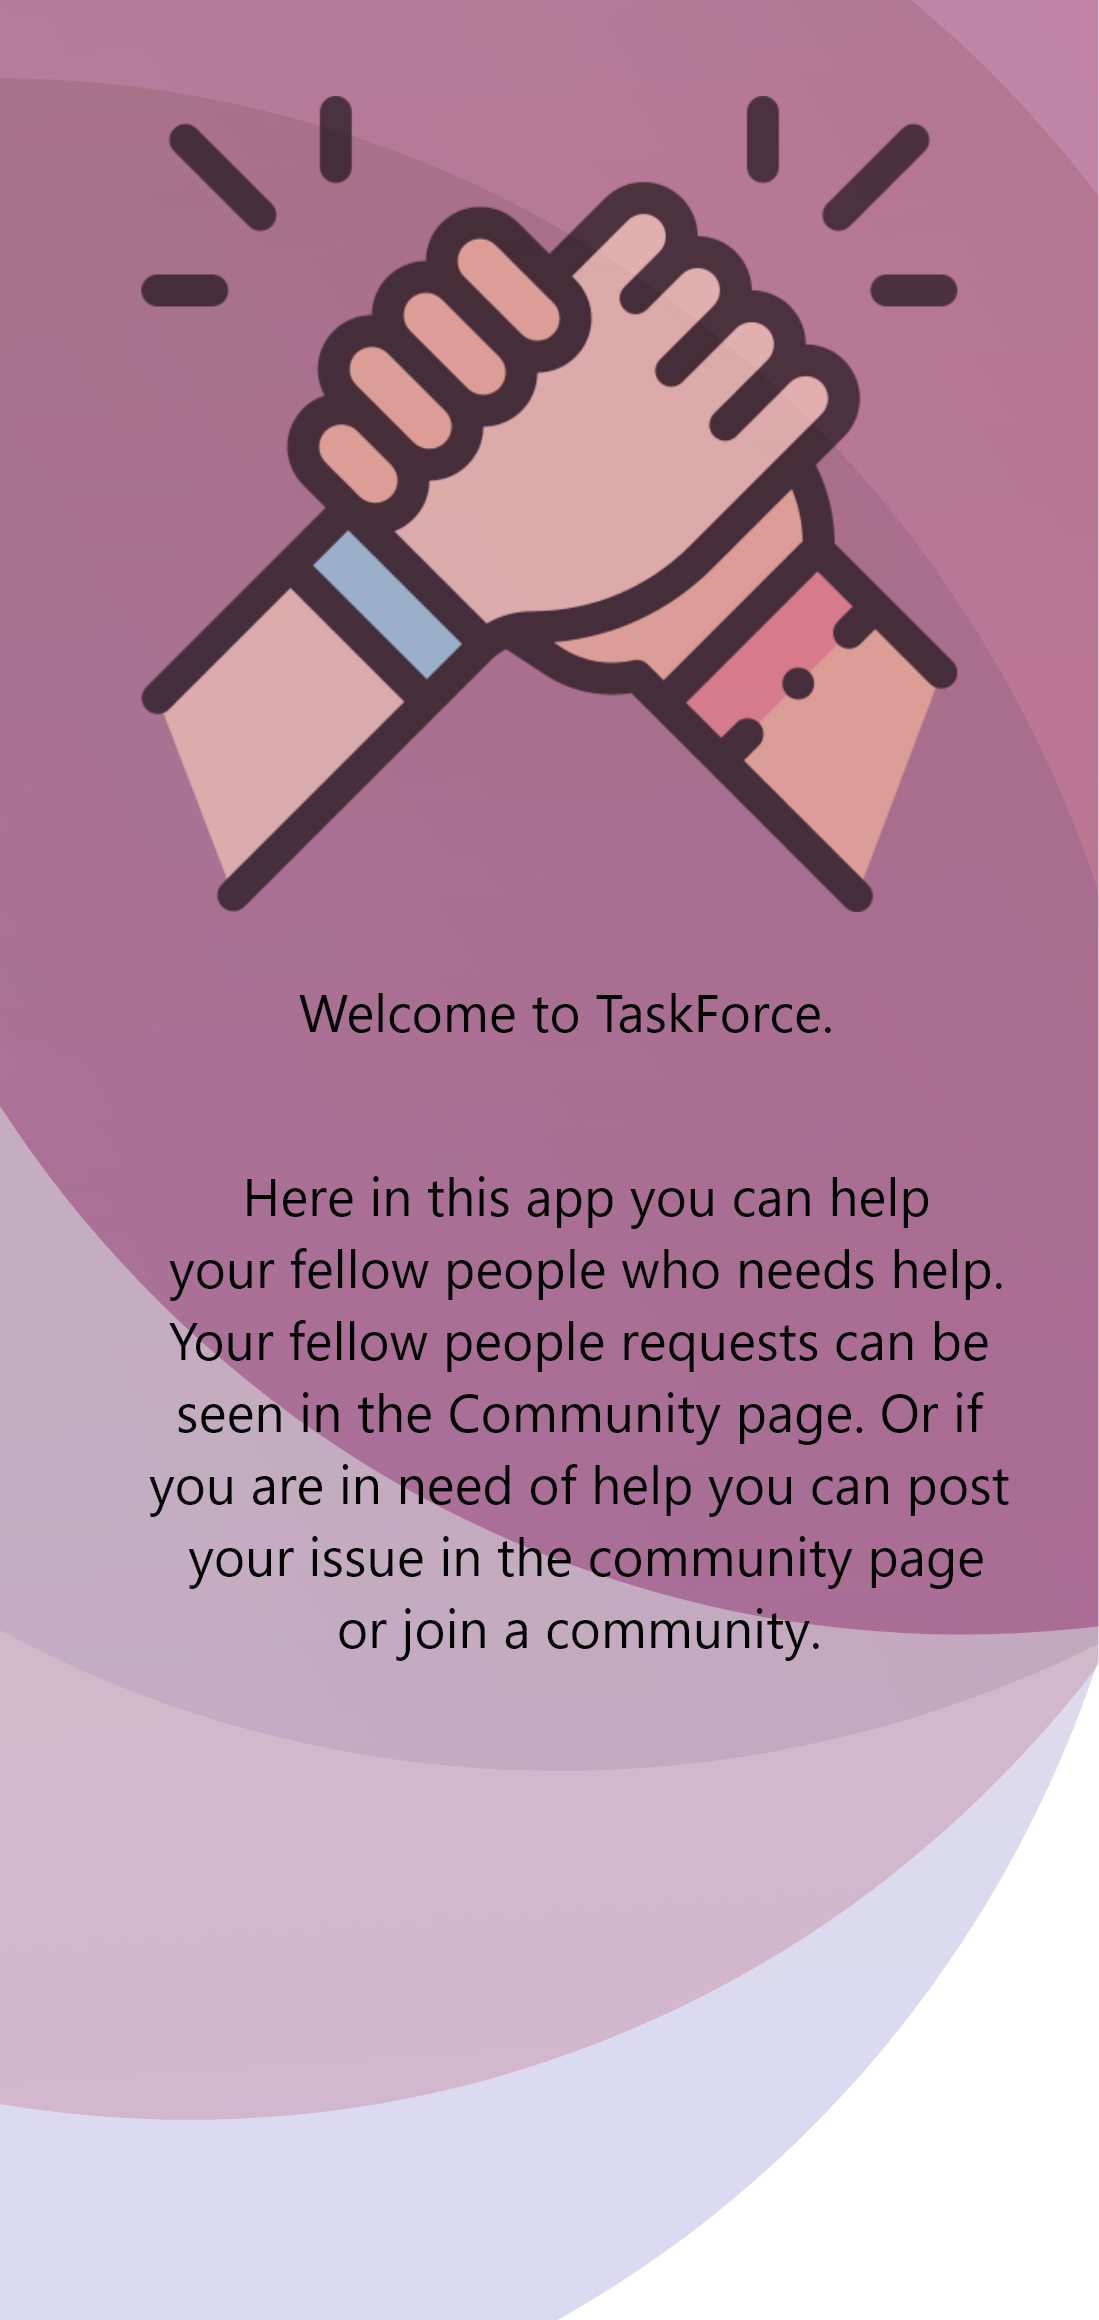 Welcome to TaskForce.
Here in this app you can help
your fellow people who needs help.
Your fellow people requests can be
seen in the Community page. Or if
you are in need of help you can post
your issue in the community page
or join a community.